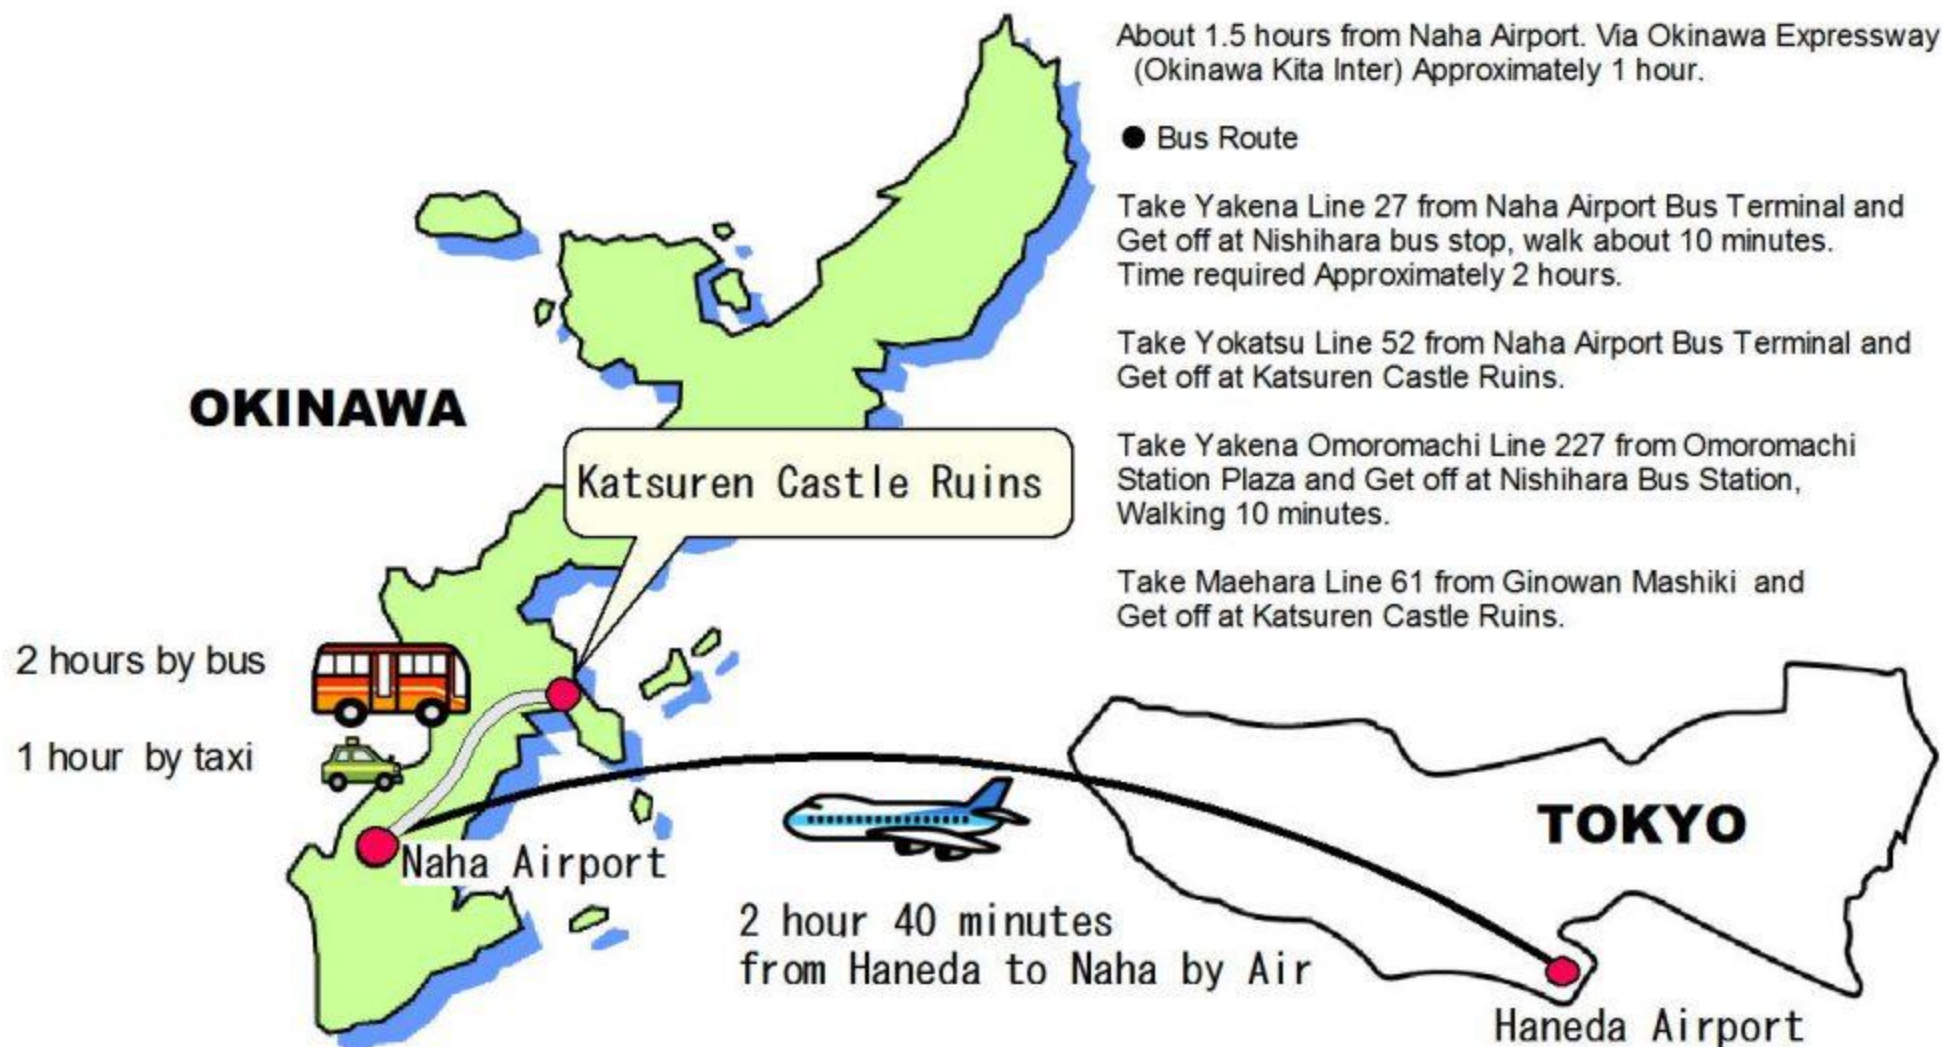 About 1.5 hours from Naha Airport. Via Okinawa Expressway
(Okinawa Kita Inter) Approximately 1 hour.
● Bus Route
Take Yakena Line 27 from Naha Airport Bus Terminal and
Get off at Nishihara bus stop, walk about 10 minutes.
Time required Approximately 2 hours.
Take Yokatsu Line 52 from Naha Airport Bus Terminal and
Get off at Katsuren Castle Ruins.
Take Yakena Omoromachi Line 227 from Omoromachi
Station Plaza and Get off at Nishihara Bus Station,
Walking 10 minutes.
Take Maehara Line 61 from Ginowan Mashiki and
Get off at Katsuren Castle Ruins.
OKINAWA
Katsuren Castle Ruins
2 hours by bus
1 hour by taxi
Naha Airport
2 hour 40 minutes
from Haneda to Naha by Air
TOKYO
Haneda Airport